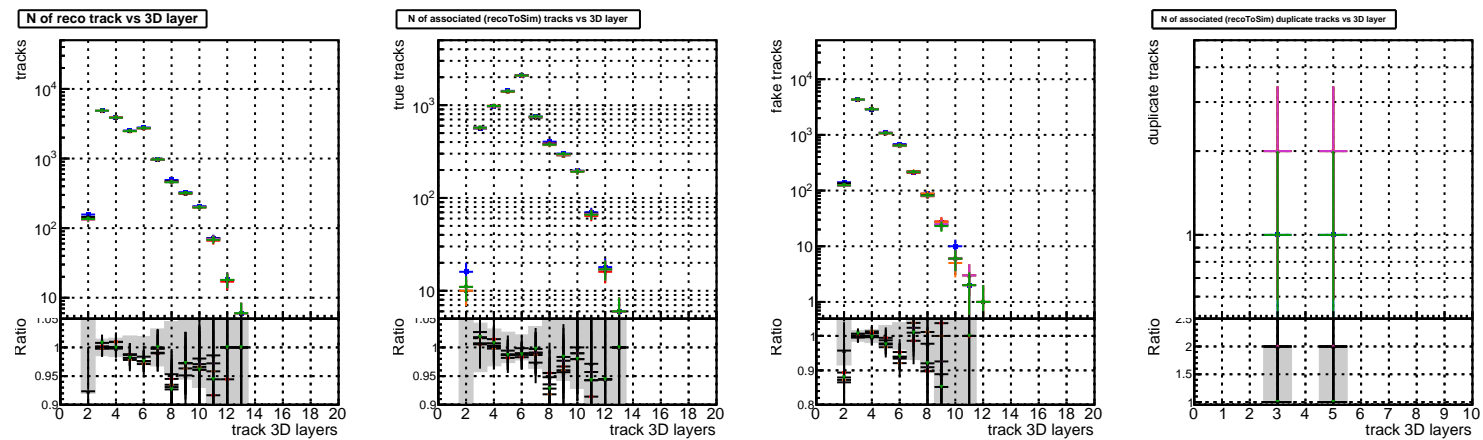 N of reco track vs 3D layer
tracks
10⁴
10³
10²
10
Ratio
1.05
1
0.95
0.9
0 2 4 6 8 10 12 14 16 18 20
track 3D layers
N of associated (recoToSim) tracks vs 3D layer
true tracks
10³
10²
10
Ratio
1.05
1
0.95
0.9
0 2 4 6 8 10 12 14 16 18 20
track 3D layers
fake tracks
10⁴
10³
10²
10
1
Ratio
1
0.9
0.8
0 2 4 6 8 10 12 14 16 18 20
track 3D layers
N of associated (recoToSim) duplicate tracks vs 3D layer
duplicate tracks
1
Ratio
2.5
2
1.5
1
0 1 2 3 4 5 6 7 8 9 10
track 3D layers